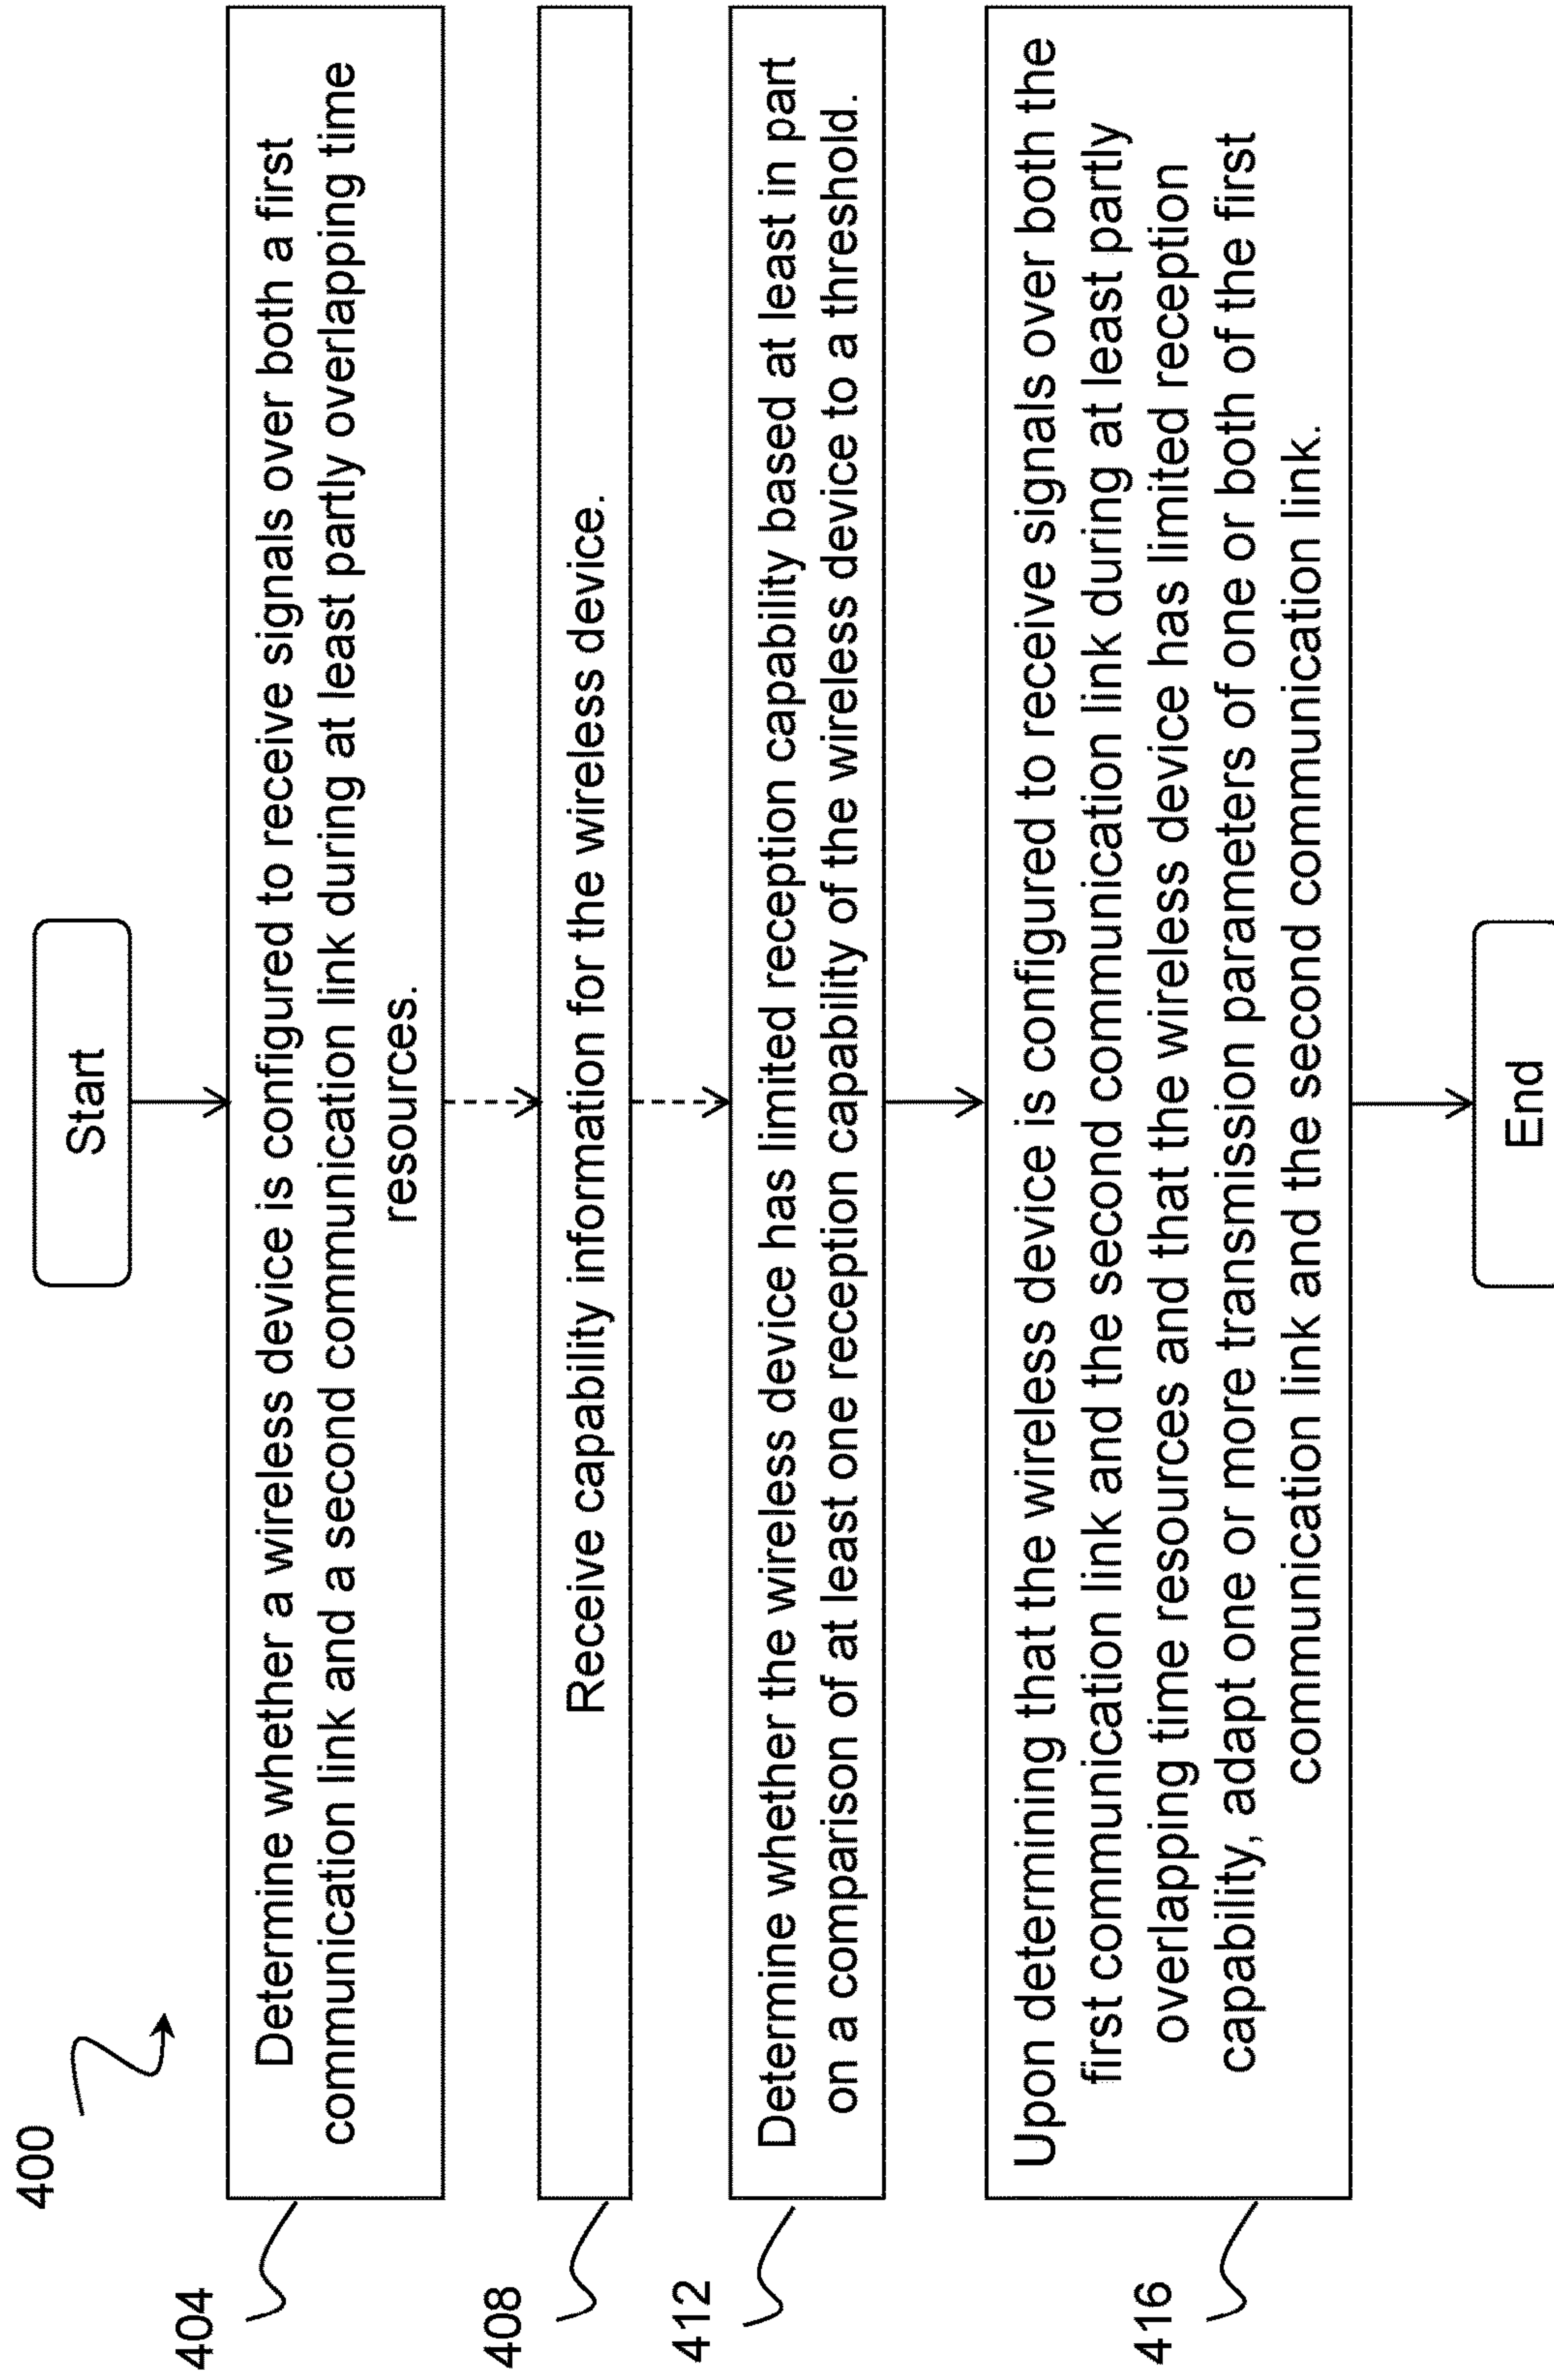 400
Start
404
Determine whether a wireless device is configured to receive signals over both a first
communication link and a second communication link during at least partly overlapping time
resources.
408
Receive capability information for the wireless device.
412
Determine whether the wireless device has limited reception capability based at least in part
on a comparison of at least one reception capability of the wireless device to a threshold.
416
Upon determining that the wireless device is configured to receive signals over both the
first communication link and the second communication link during at least partly
overlapping time resources and that the wireless device has limited reception
capability, adapt one or more transmission parameters of one or both of the first
communication link and the second communication link.
End